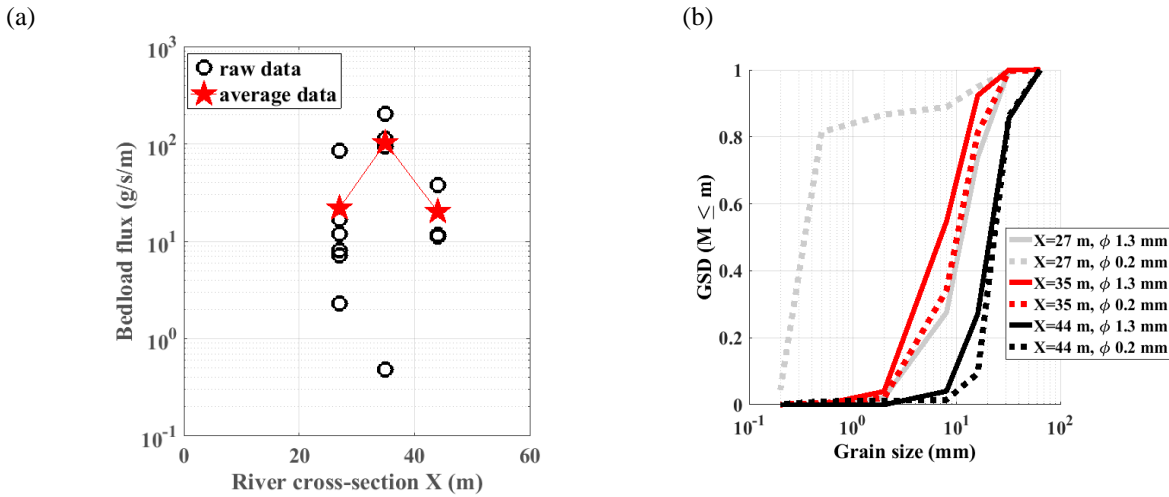 (a)
(b)
10^3
10^2
10^1
10^0
10^-1
Bedload flux (g/s/m)
raw data
average data
0
20
40
60
River cross-section X (m)
1
0.8
0.6
0.4
0.2
0
GSD (M ≤ m)
X=27 m, ϕ 1.3 mm
X=27 m, ϕ 0.2 mm
X=35 m, ϕ 1.3 mm
X=35 m, ϕ 0.2 mm
X=44 m, ϕ 1.3 mm
X=44 m, ϕ 0.2 mm
10^-1
10^0
10^1
10^2
Grain size (mm)